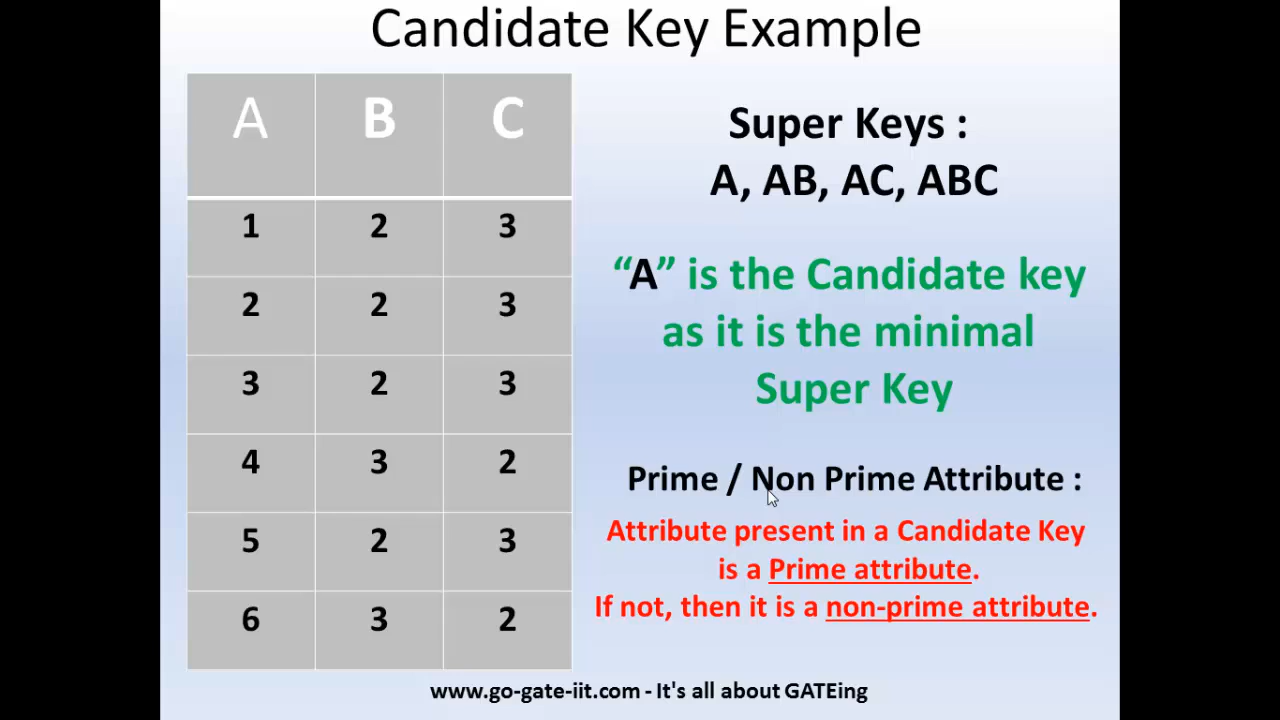 Candidate Key Example
A B C
1 2 3
2 2 3
3 2 3
4 3 2
5 2 3
6 3 2
Super Keys :
A, AB, AC, ABC
“A” is the Candidate key
as it is the minimal
Super Key
Prime / Non Prime Attribute :
Attribute present in a Candidate Key
is a Prime attribute.
If not, then it is a non-prime attribute.
www.go-gate-iit.com - It's all about GATEing